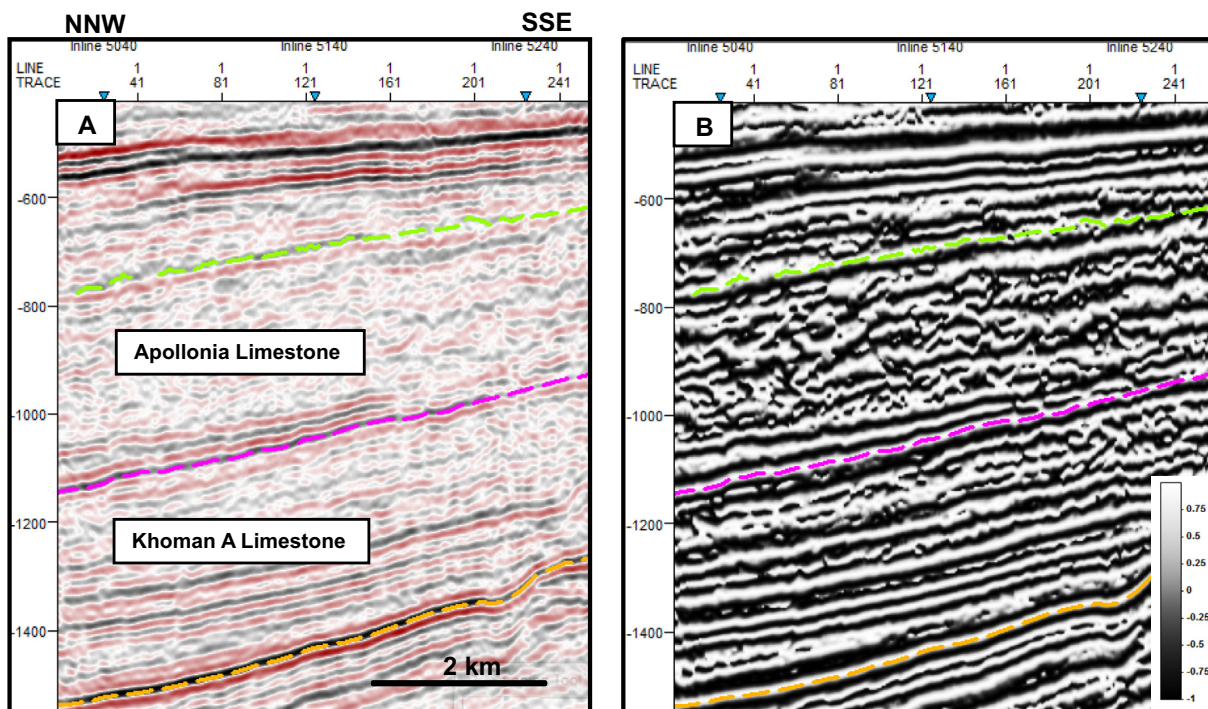 NNW SSE
Inline 5040 Inline 5140 Inline 5240
LINE 1 1 1 1 1 1
TRACE 41 81 121 161 201 241
A
-600
-800
Apollonia Limestone
-1000
-1200
Khoman A Limestone
-1400
2 km
Inline 5040 Inline 5140 Inline 5240
LINE 1 1 1 1 1 1
TRACE 41 81 121 161 201 241
B
-600
-800
-1000
-1200
-1400
0.75
0.5
0.25
0
-0.25
-0.5
-0.75
-1